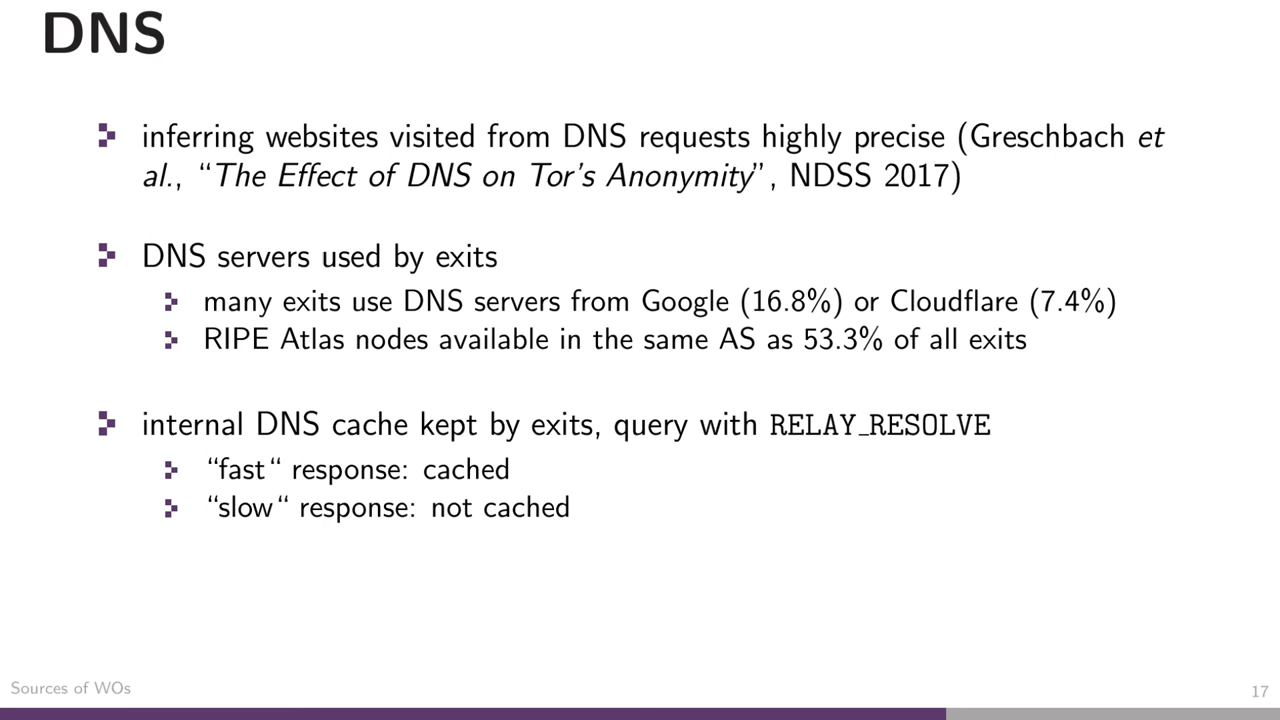 DNS
inferring websites visited from DNS requests highly precise (Greschbach et
al., “The Effect of DNS on Tor’s Anonymity”, NDSS 2017)
DNS servers used by exits
many exits use DNS servers from Google (16.8%) or Cloudflare (7.4%)
RIPE Atlas nodes available in the same AS as 53.3% of all exits
internal DNS cache kept by exits, query with RELAY_RESOLVE
“fast“ response: cached
“slow“ response: not cached
Sources of WOs
17